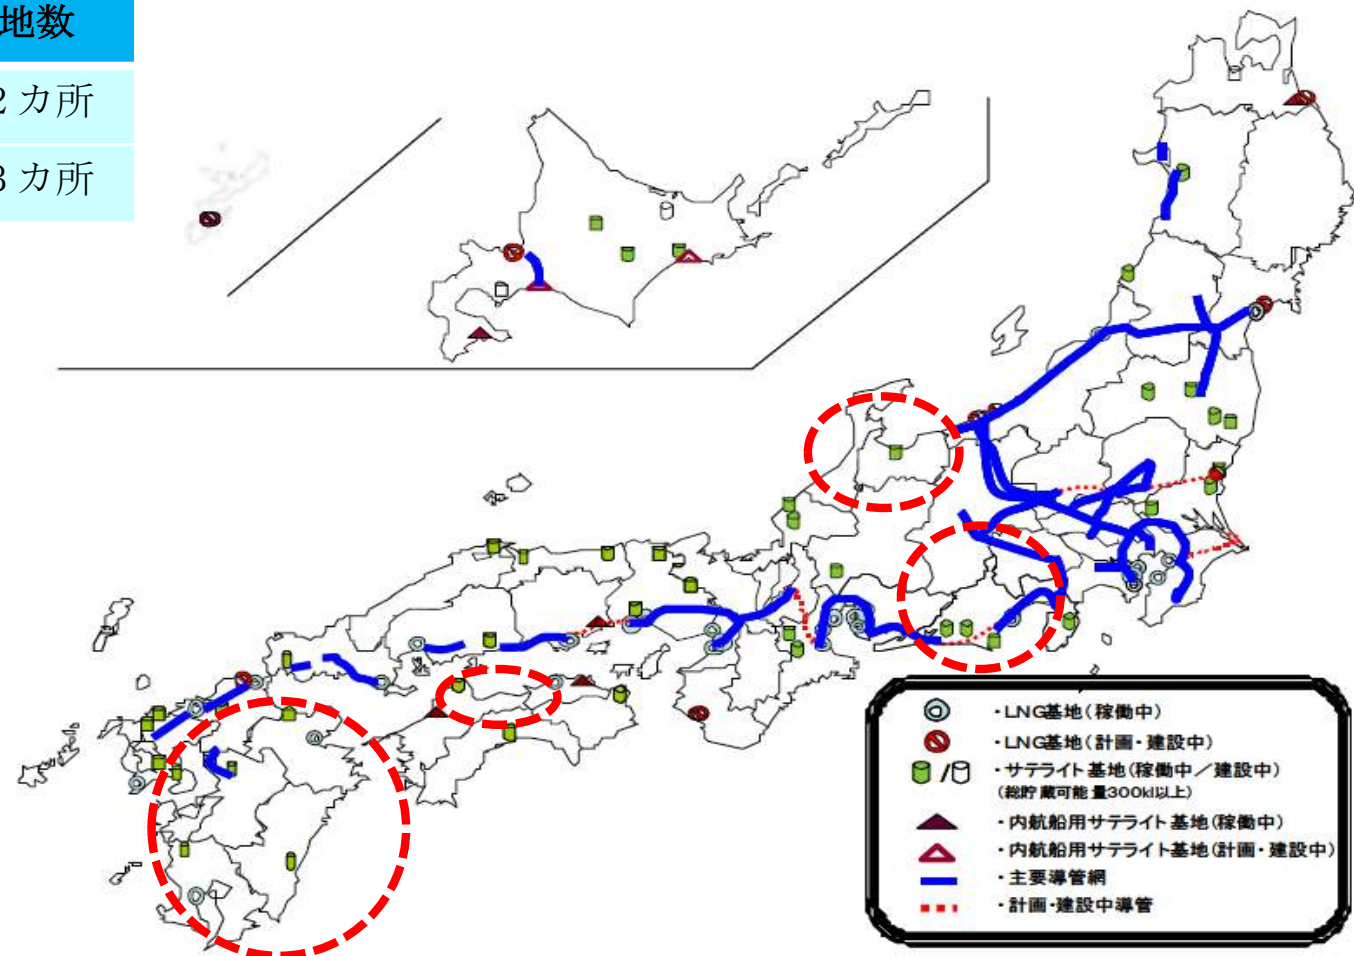 地数
2 カ所
3 カ所
・LNG基地(稼働中)
・LNG基地(計画・建設中)
/
・サテライト基地(稼働中／建設中)
(総貯蔵可能量300kl以上)
・内航船用サテライト基地(稼働中)
・内航船用サテライト基地(計画・建設中)
・主要導管網
・計画・建設中導管